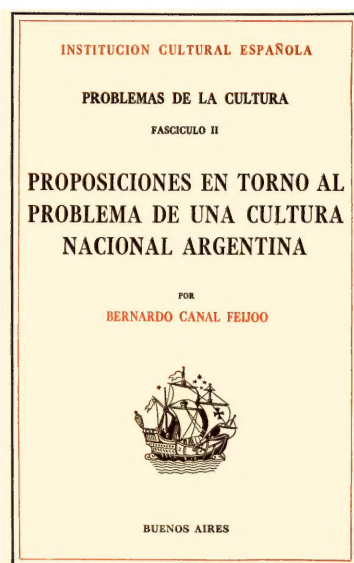 INSTITUCION CULTURAL ESPAÑOLA
PROBLEMAS DE LA CULTURA
FASCICULO II
PROPOSICIONES EN TORNO AL
PROBLEMA DE UNA CULTURA
NACIONAL ARGENTINA
POR
BERNARDO CANAL FEIJOO
BUENOS AIRES